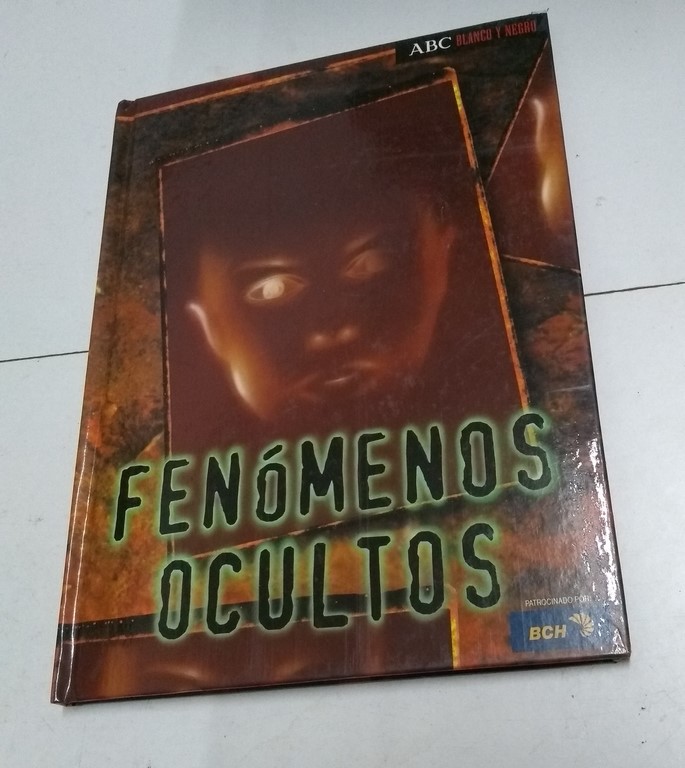 ABC BLANCO Y NEGRO
FENÓMENOS
OCULTOS
PATROCINADO POR:
BCH